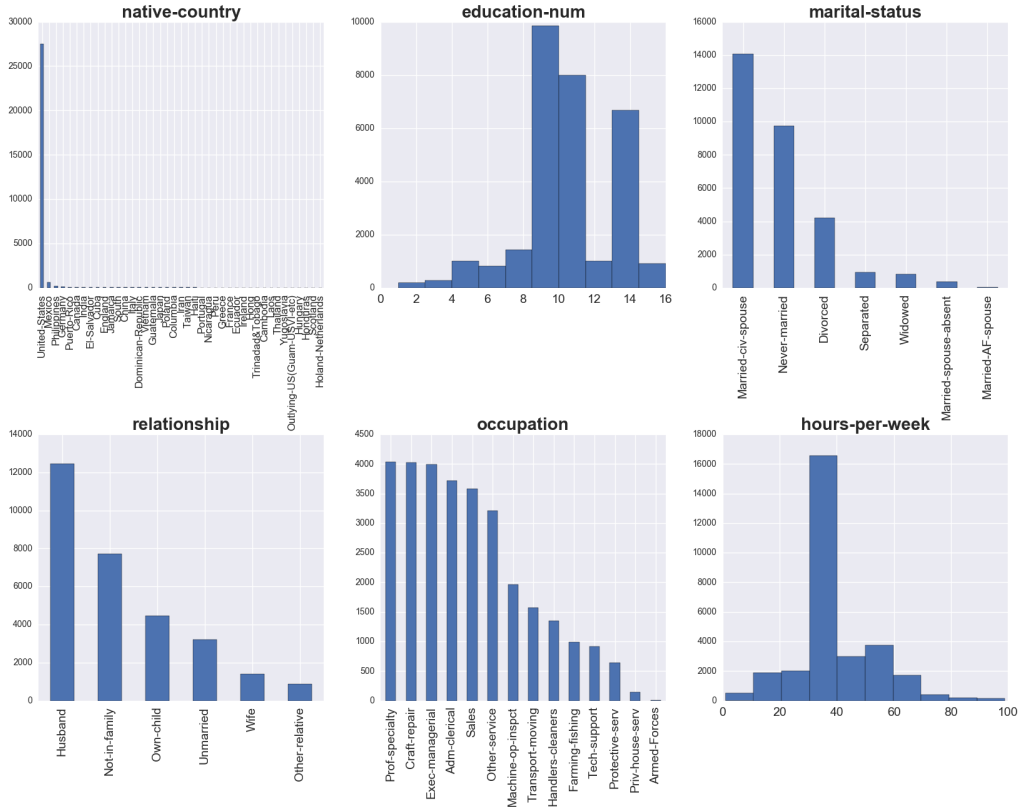 native-country
30000
25000
20000
15000
10000
5000
0
United-States
Mexico
Philippines
Germany
Puerto-Rico
Canada
India
El-Salvador
Cuba
England
Jamaica
South
China
Italy
Dominican-Republic
Vietnam
Guatemala
Japan
Poland
Columbia
Iran
Taiwan
Haiti
Portugal
Nicaragua
Peru
Greece
France
Ecuador
Ireland
Hong
Trinadad&Tobago
Cambodia
Laos
Thailand
Yugoslavia
Outlying-US(Guam-USVI-etc)
Hungary
Honduras
Scotland
Holand-Netherlands
education-num
10000
8000
6000
4000
2000
0
0 2 4 6 8 10 12 14 16
marital-status
16000
14000
12000
10000
8000
6000
4000
2000
0
Married-civ-spouse
Never-married
Divorced
Separated
Widowed
Married-spouse-absent
Married-AF-spouse
relationship
14000
12000
10000
8000
6000
4000
2000
0
Husband
Not-in-family
Own-child
Unmarried
Wife
Other-relative
occupation
4500
4000
3500
3000
2500
2000
1500
1000
500
0
Prof-specialty
Craft-repair
Exec-managerial
Adm-clerical
Sales
Other-service
Machine-op-inspct
Transport-moving
Handlers-cleaners
Farming-fishing
Tech-support
Protective-serv
Priv-house-serv
Armed-Forces
hours-per-week
18000
16000
14000
12000
10000
8000
6000
4000
2000
0
0 20 40 60 80 100